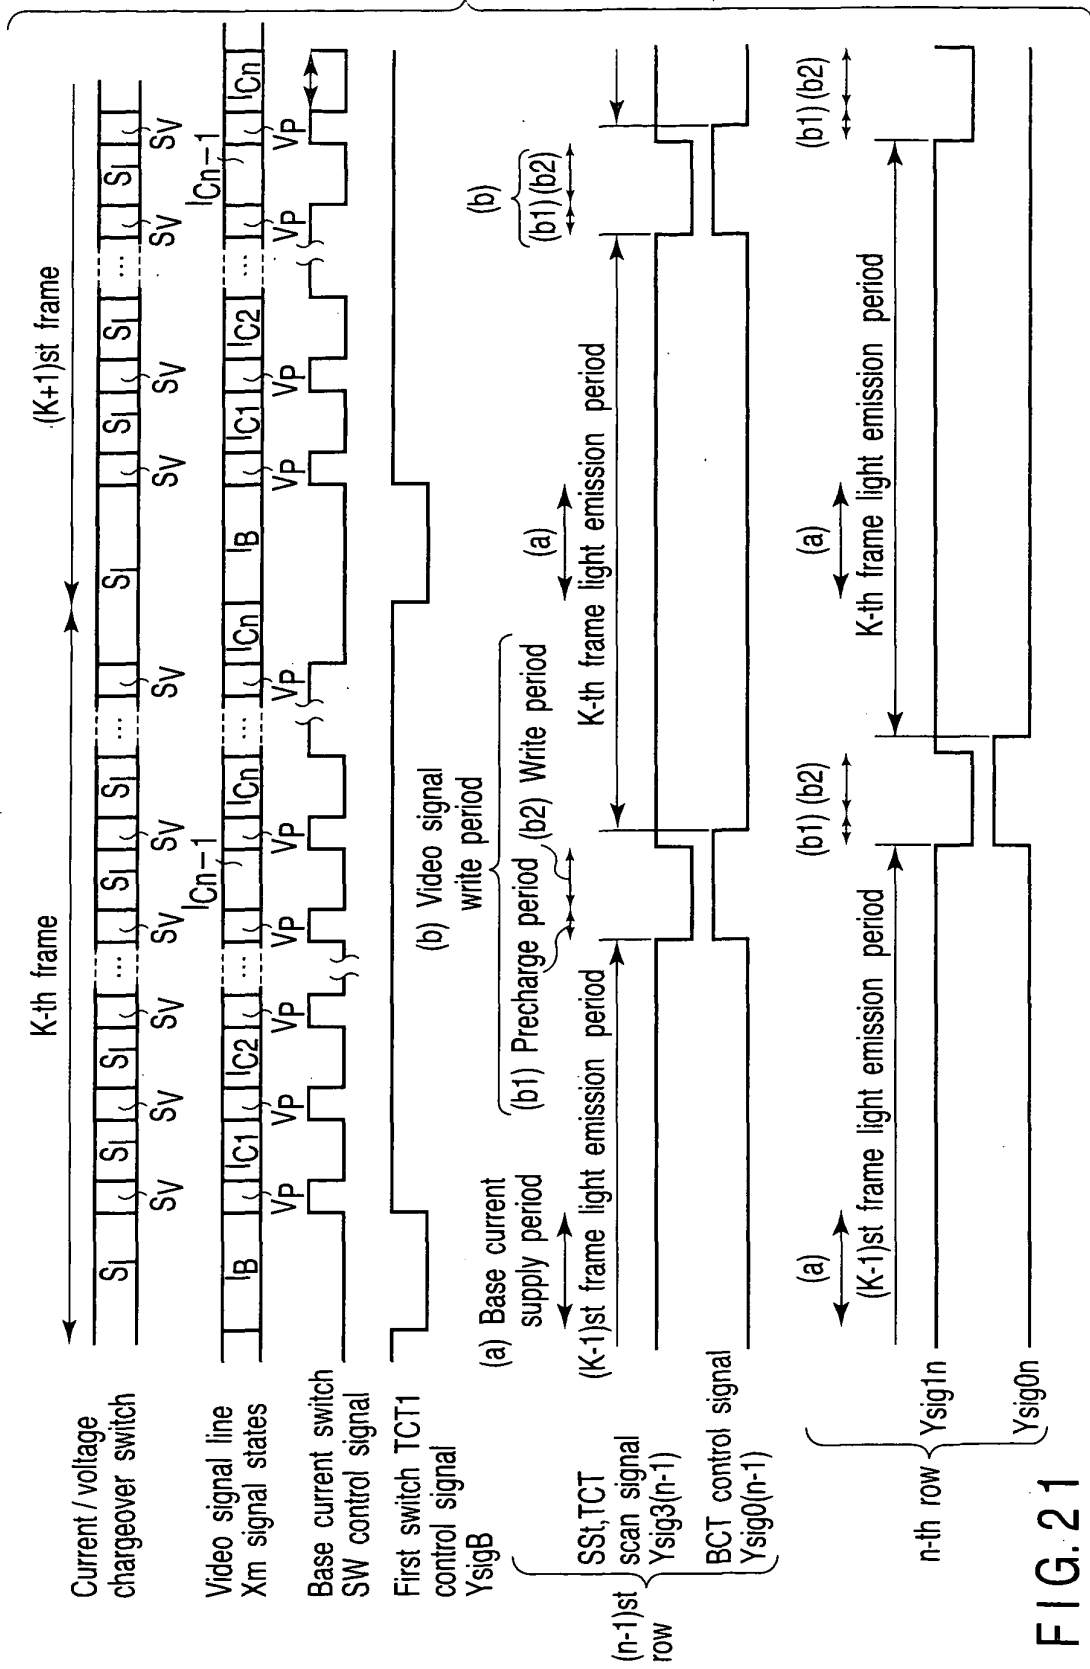 K-th frame
(K+1)st frame
Current / voltage
chargeover switch
SI SV SI SV SI SV ... SV SI SV SI ... SV SI SV SI SV SI ... SV SI SV
Video signal line
Xm signal states
IB VP IC1 VP IC2 VP ... VP ICn-1 VP ICn ... VP ICn IB VP IC1 VP IC2 ... VP ICn-1 VP ICn
Base current switch
SW control signal
First switch TCT1
control signal
YsigB
(a) Base current
supply period
(b) Video signal
write period
(b1) Precharge period
(b2) Write period
(a)
(b)
(b1) (b2)
(n-1)st
row
(K-1)st frame light emission period
K-th frame light emission period
SSt,TCT
scan signal
Ysig3(n-1)
BCT control signal
Ysig0(n-1)
(a)
(b1) (b2)
(a)
(b1) (b2)
(K-1)st frame light emission period
K-th frame light emission period
n-th row
Ysig1n
Ysig0n
FIG. 21